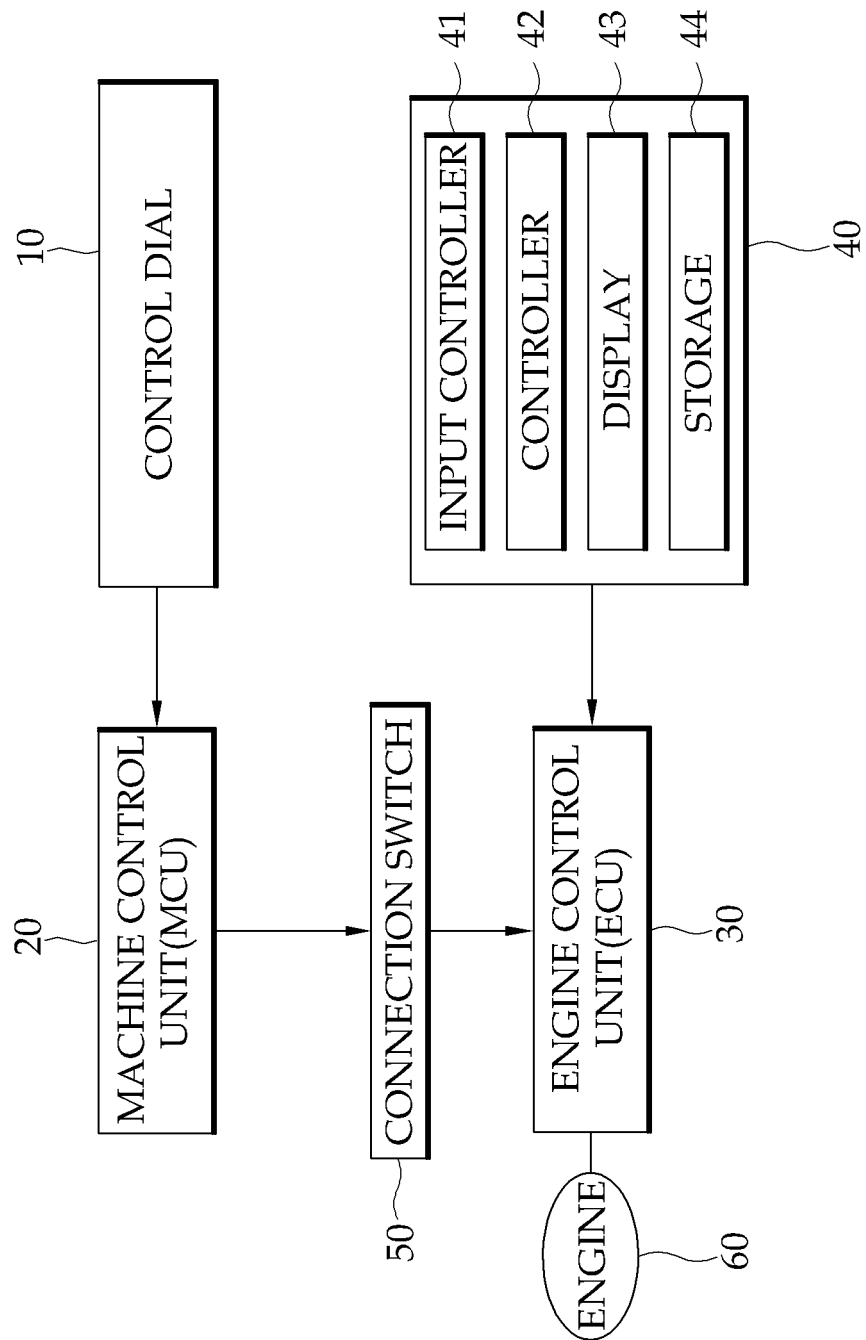 10
CONTROL DIAL
20
MACHINE CONTROL
UNIT(MCU)
50
CONNECTION SWITCH
INPUT CONTROLLER
41
CONTROLLER
42
DISPLAY
43
STORAGE
44
40
ENGINE CONTROL
UNIT(ECU)
30
ENGINE
60